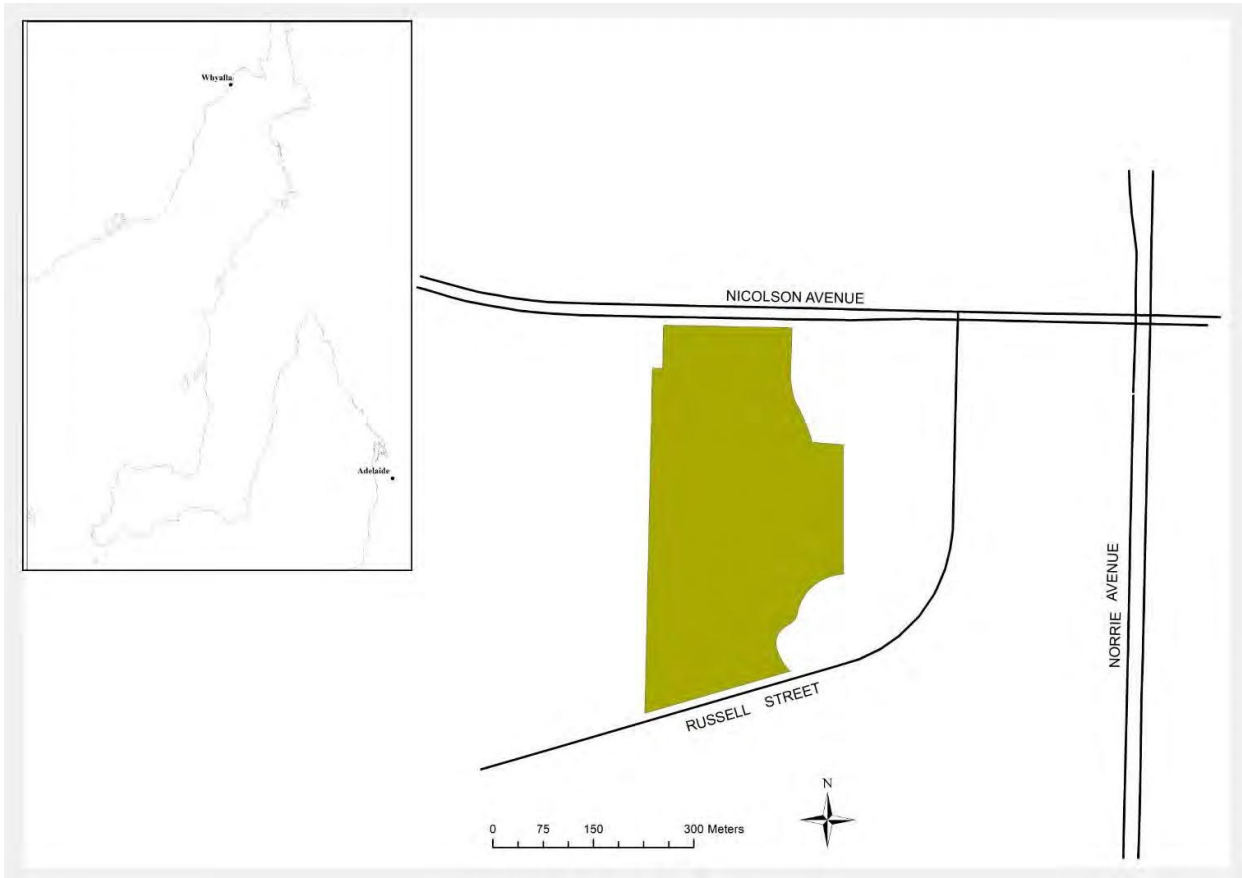 Whyalla
Adelaide
NICOLSON AVENUE
NORRIE AVENUE
RUSSELL STREET
N
0 75 150 300 Meters